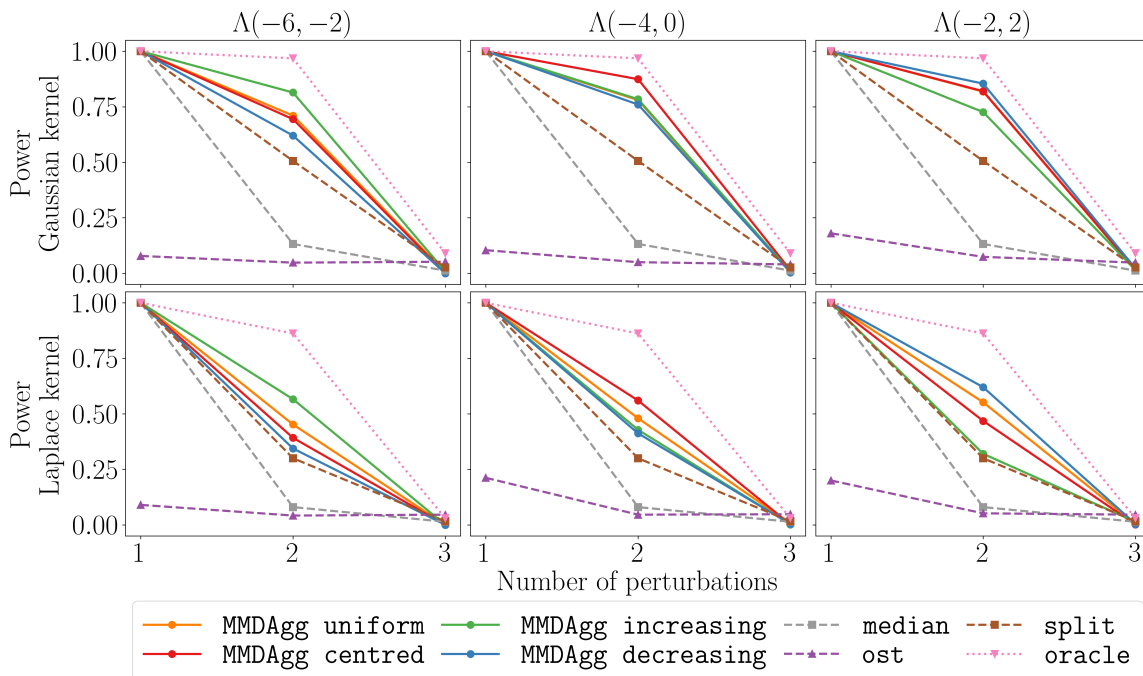 Λ(−6, −2) Λ(−4, 0) Λ(−2, 2)
Power
Gaussian kernel
1.00
0.75
0.50
0.25
0.00
Power
Laplace kernel
1.00
0.75
0.50
0.25
0.00
1 2 3 1 2 3 1 2 3
Number of perturbations
MMDAgg uniform MMDAgg increasing median split
MMDAgg centred MMDAgg decreasing ost oracle